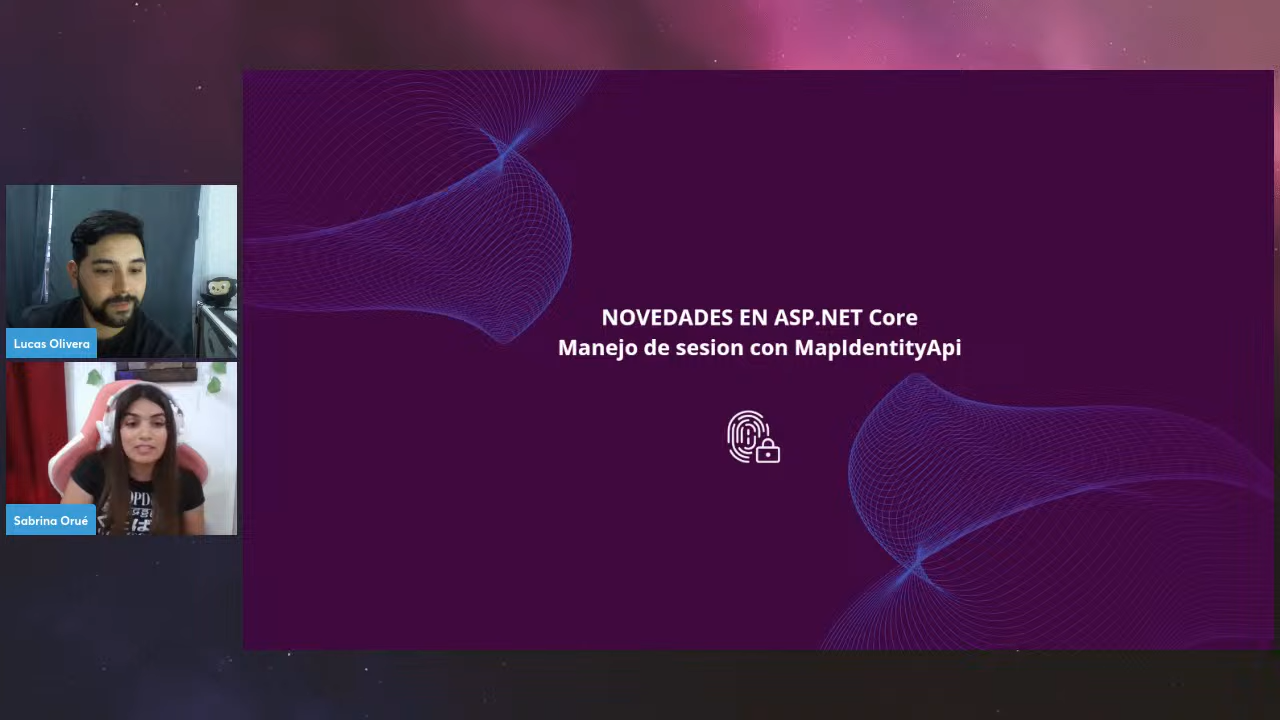 Lucas Olivera
Sabrina Orué
NOVEDADES EN ASP.NET Core
Manejo de sesion con MapIdentityApi